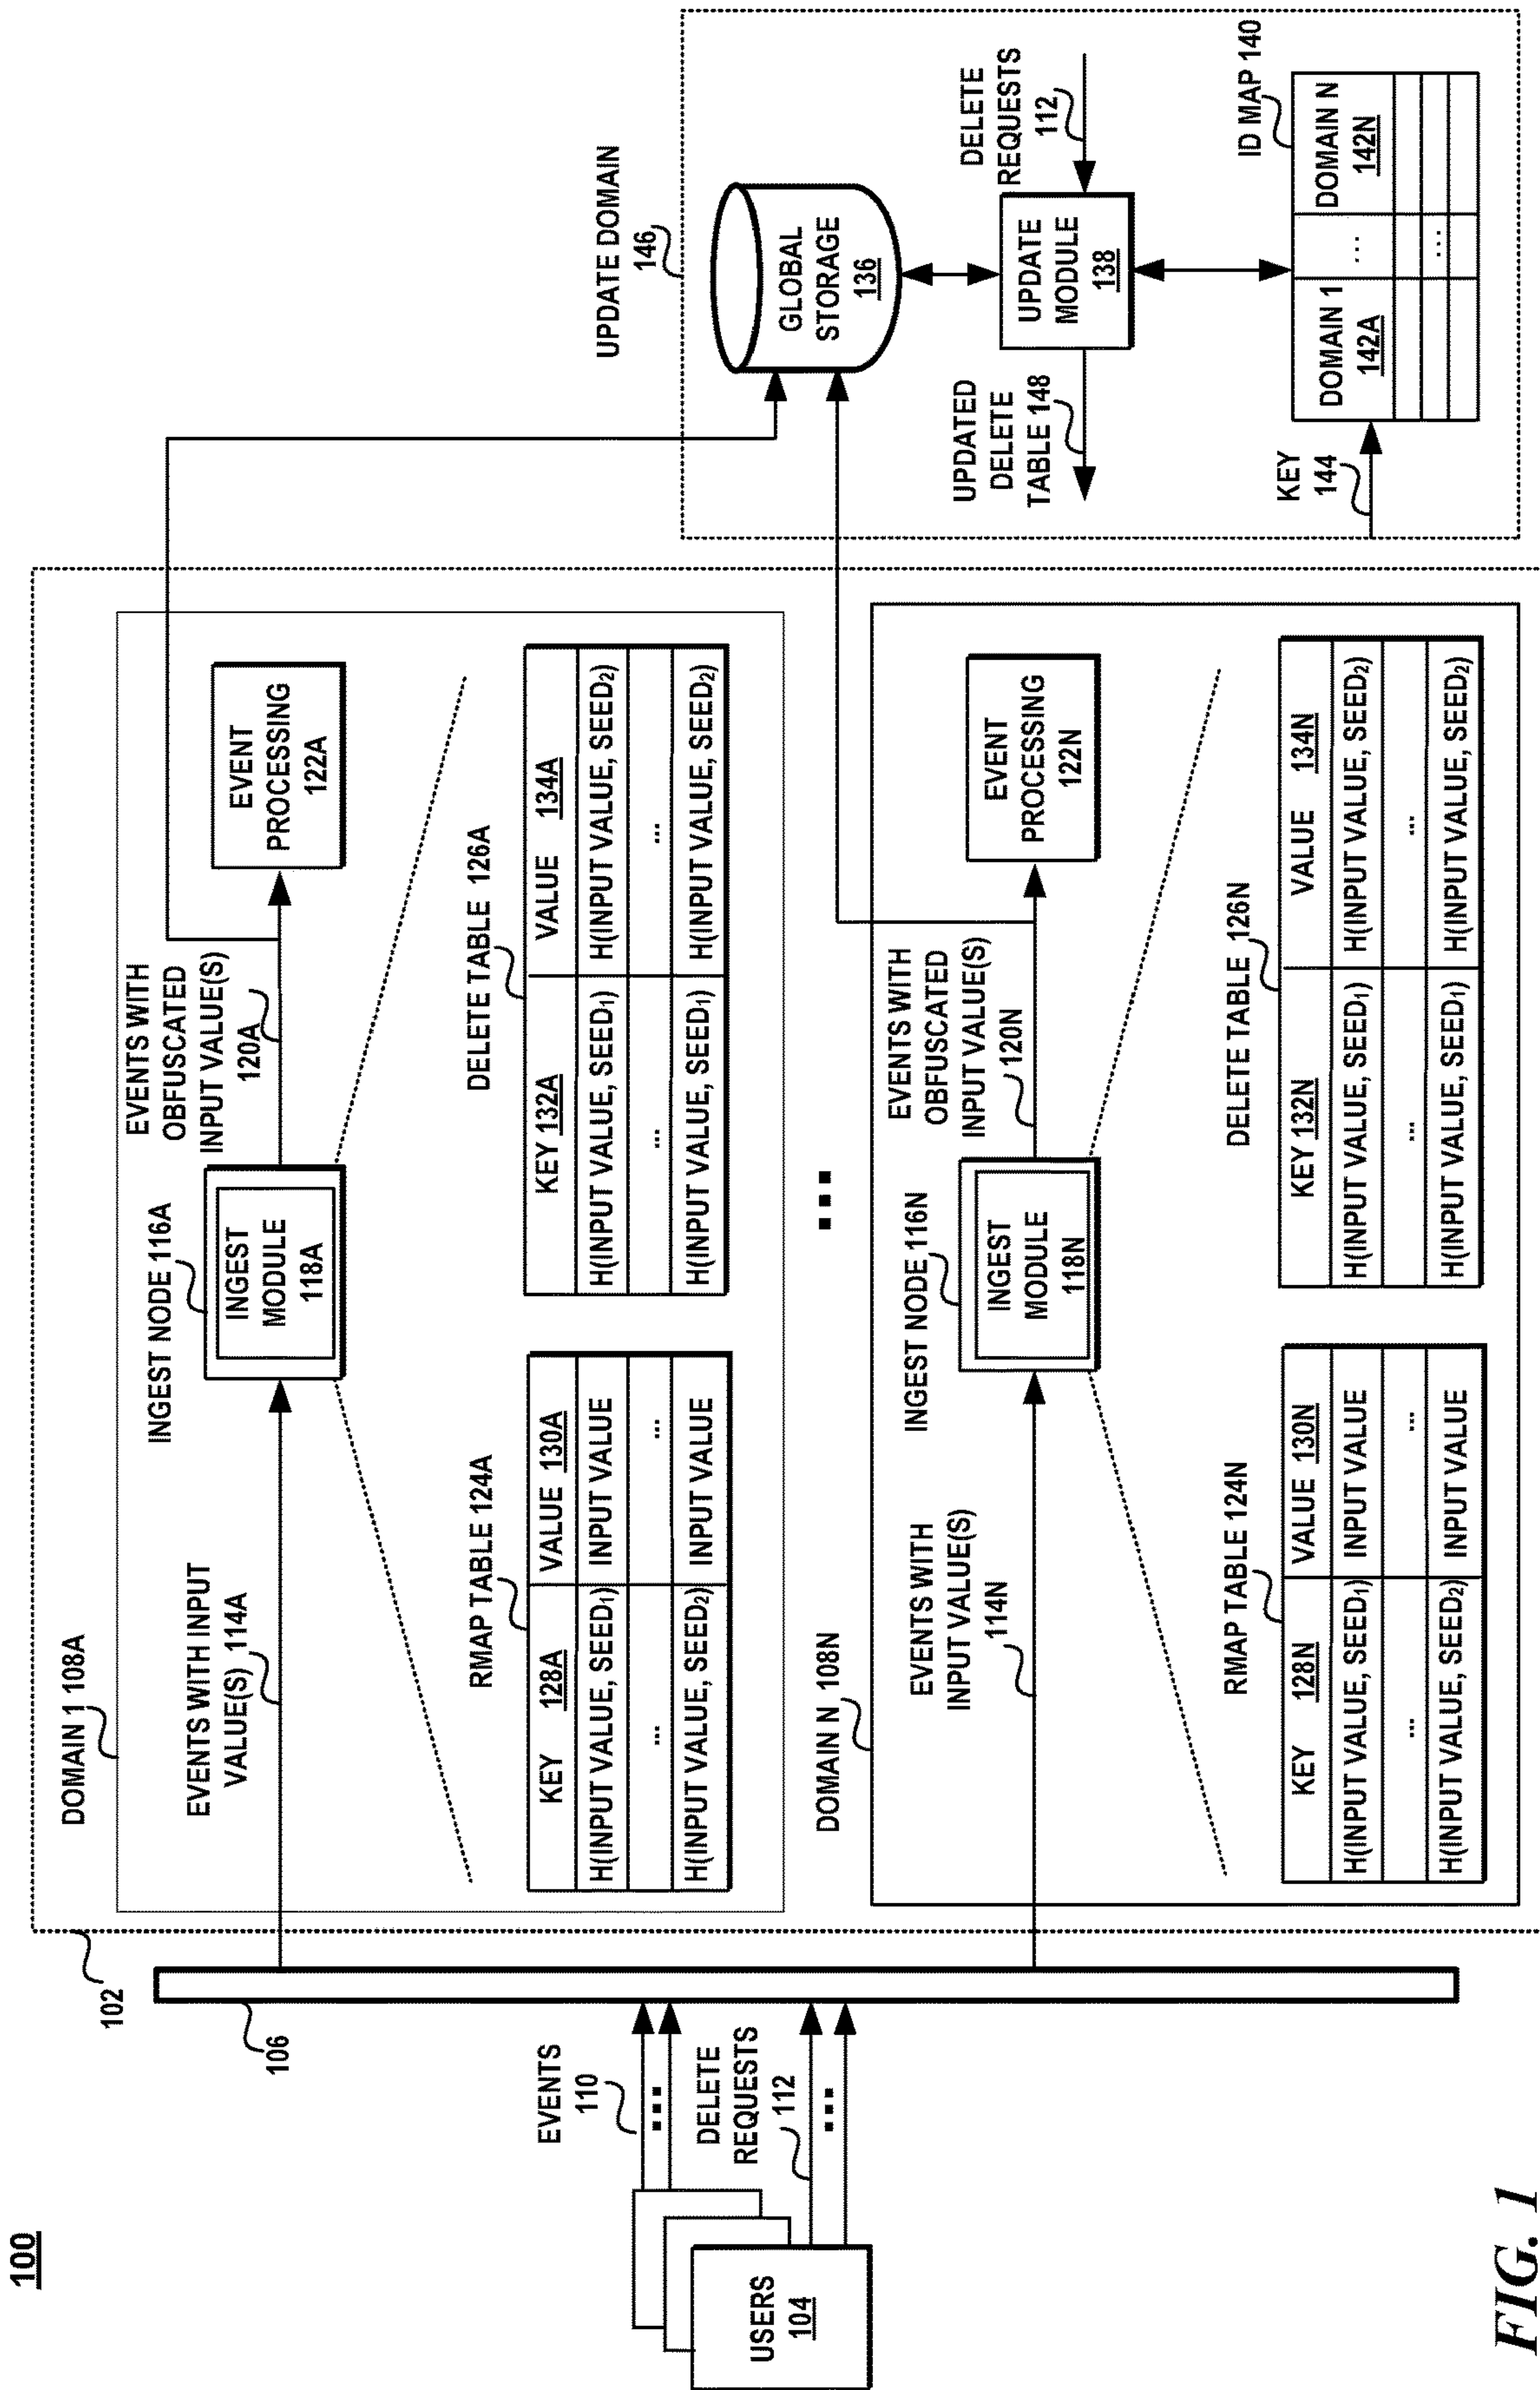 100
USERS
104
EVENTS
110
DELETE
REQUESTS
112
106
102
DOMAIN 1 108A
EVENTS WITH INPUT
VALUE(S) 114A
INGEST NODE 116A
INGEST
MODULE
118A
EVENTS WITH
OBFUSCATED
INPUT VALUE(S)
120A
EVENT
PROCESSING
122A
RMAP TABLE 124A
KEY 128A VALUE 130A
H(INPUT VALUE, SEED₁) INPUT VALUE
... ...
H(INPUT VALUE, SEED₂) INPUT VALUE
DELETE TABLE 126A
KEY 132A VALUE 134A
H(INPUT VALUE, SEED₁) H(INPUT VALUE, SEED₂)
... ...
H(INPUT VALUE, SEED₁) H(INPUT VALUE, SEED₂)
...
DOMAIN N 108N
EVENTS WITH
INPUT VALUE(S)
114N
INGEST NODE 116N
INGEST
MODULE
118N
EVENTS WITH
OBFUSCATED
INPUT VALUE(S)
120N
EVENT
PROCESSING
122N
RMAP TABLE 124N
KEY 128N VALUE 130N
H(INPUT VALUE, SEED₁) INPUT VALUE
... ...
H(INPUT VALUE, SEED₂) INPUT VALUE
DELETE TABLE 126N
KEY 132N VALUE 134N
H(INPUT VALUE, SEED₁) H(INPUT VALUE, SEED₂)
... ...
H(INPUT VALUE, SEED₁) H(INPUT VALUE, SEED₂)
UPDATE DOMAIN
146
GLOBAL
STORAGE
136
UPDATED
DELETE
TABLE 148
UPDATE
MODULE
138
DELETE
REQUESTS
112
KEY
144
ID MAP 140
DOMAIN 1 ... DOMAIN N
142A 142N
...
FIG. 1